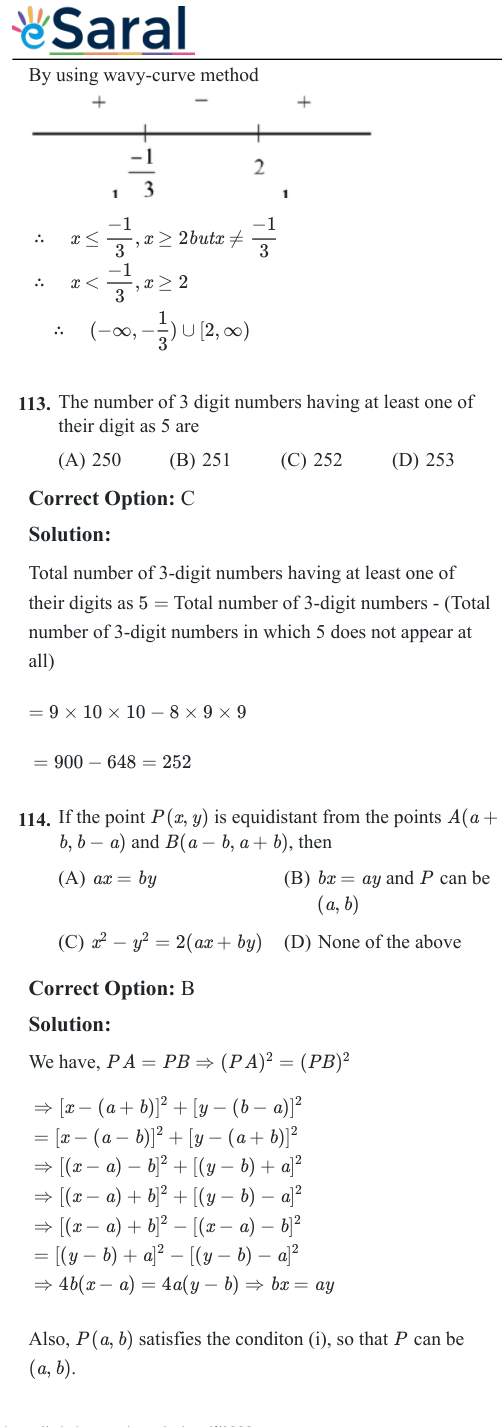 eSaral
By using wavy-curve method
+ − +
−1/3 2
1 1
∴ x ≤ −1/3, x ≥ 2butx ≠ −1/3
∴ x < −1/3, x ≥ 2
∴ (−∞, −1/3) ∪ [2, ∞)
113. The number of 3 digit numbers having at least one of
their digit as 5 are
(A) 250 (B) 251 (C) 252 (D) 253
Correct Option: C
Solution:
Total number of 3-digit numbers having at least one of
their digits as 5 = Total number of 3-digit numbers - (Total
number of 3-digit numbers in which 5 does not appear at
all)
= 9 × 10 × 10 − 8 × 9 × 9
= 900 − 648 = 252
114. If the point P(x, y) is equidistant from the points A(a +
b, b − a) and B(a − b, a + b), then
(A) ax = by (B) bx = ay and P can be
(a, b)
(C) x² − y² = 2(ax + by) (D) None of the above
Correct Option: B
Solution:
We have, PA = PB ⇒ (PA)² = (PB)²
⇒ [x − (a + b)]² + [y − (b − a)]²
= [x − (a − b)]² + [y − (a + b)]²
⇒ [(x − a) − b]² + [(y − b) + a]²
⇒ [(x − a) + b]² + [(y − b) − a]²
⇒ [(x − a) + b]² − [(x − a) − b]²
= [(y − b) + a]² − [(y − b) − a]²
⇒ 4b(x − a) = 4a(y − b) ⇒ bx = ay
Also, P(a, b) satisfies the conditon (i), so that P can be
(a, b).